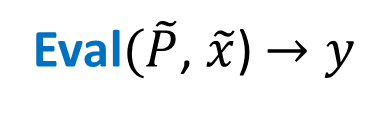 Eval(P̃, x̃) → y